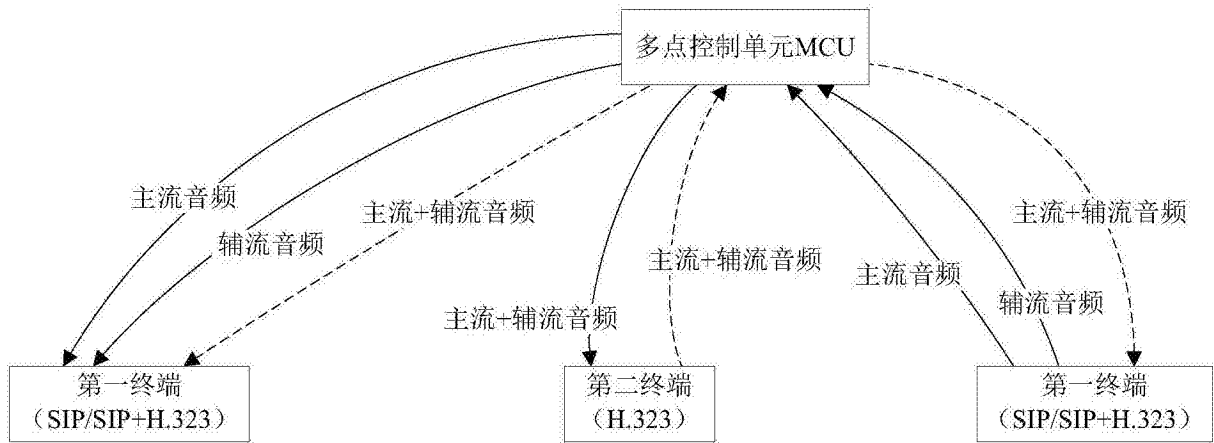 多点控制单元MCU
主流音频
辅流音频
主流+辅流音频
主流+辅流音频
主流+辅流音频
主流音频
辅流音频
主流+辅流音频
第一终端
（SIP/SIP+H.323）
第二终端
（H.323）
第一终端
（SIP/SIP+H.323）